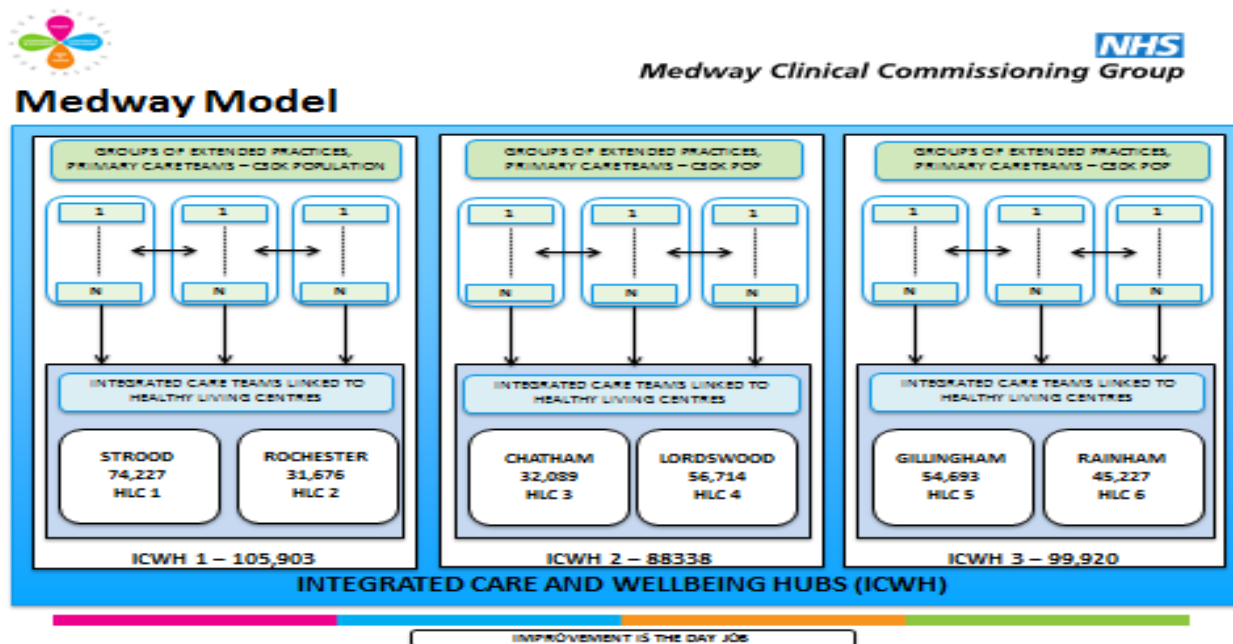 NHS
Medway Clinical Commissioning Group
Medway Model
GROUPS OF EXTENDED PRACTICES,
PRIMARY CARE TEAMS – C30K POPULATION
1
1
1
N
N
N
INTEGRATED CARE TEAMS LINKED TO
HEALTHY LIVING CENTRES
STROOD
74,227
HLC 1
ROCHESTER
31,676
HLC 2
ICWH 1 – 105,903
GROUPS OF EXTENDED PRACTICES,
PRIMARY CARE TEAMS – C30K POP
1
1
1
N
N
N
INTEGRATED CARE TEAMS LINKED TO
HEALTHY LIVING CENTRES
CHATHAM
32,089
HLC 3
LORDSWOOD
56,714
HLC 4
ICWH 2 – 88338
GROUPS OF EXTENDED PRACTICES,
PRIMARY CARE TEAMS – C30K POP
1
1
1
N
N
N
INTEGRATED CARE TEAMS LINKED TO
HEALTHY LIVING CENTRES
GILLINGHAM
54,693
HLC 5
RAINHAM
45,227
HLC 6
ICWH 3 – 99,920
INTEGRATED CARE AND WELLBEING HUBS (ICWH)
IMPROVEMENT IS THE DAY JOB